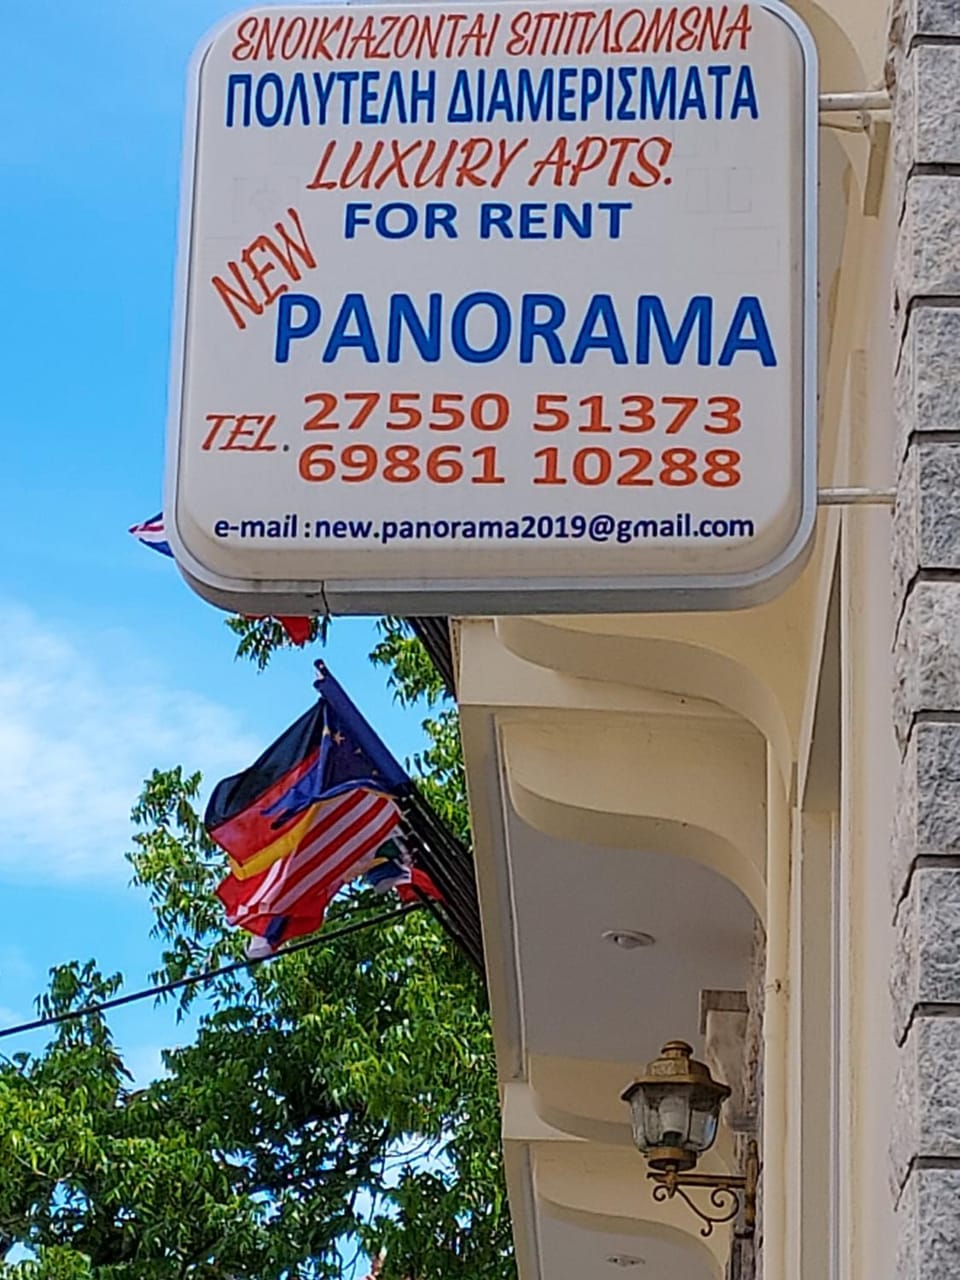 ΕΝΟΙΚΙΑΖΟΝΤΑΙ ΕΠΙΠΛΩΜΕΝΑ
ΠΟΛΥΤΕΛΗ ΔΙΑΜΕΡΙΣΜΑΤΑ
LUXURY APTS.
FOR RENT
NEW
PANORAMA
TEL. 27550 51373
69861 10288
e-mail : new.panorama2019@gmail.com